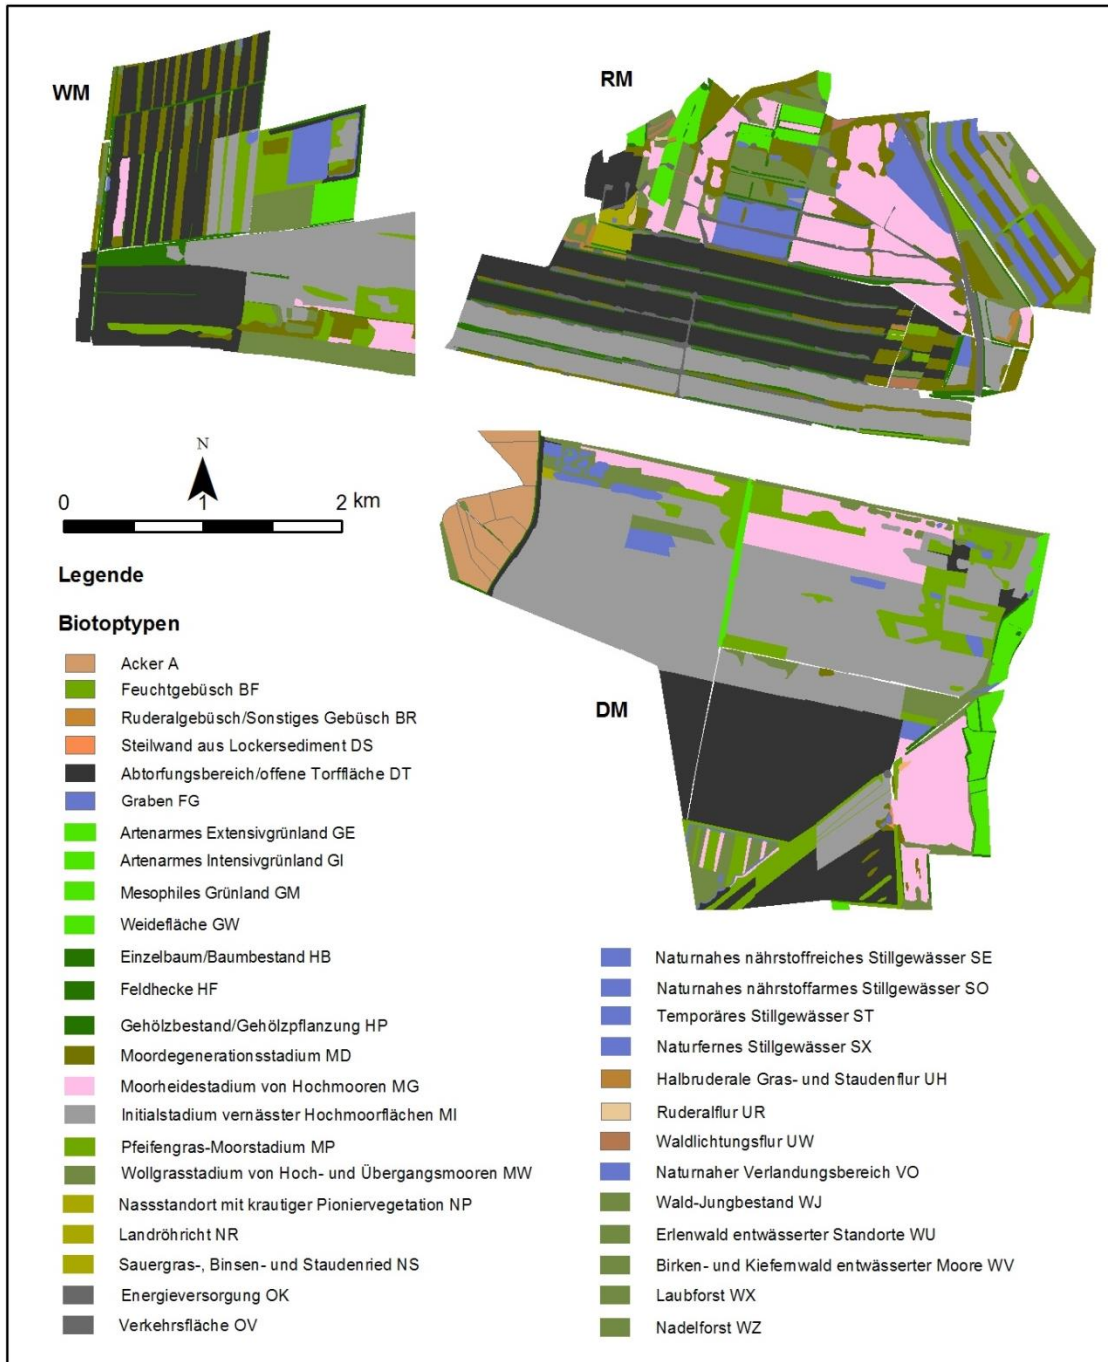 WM
RM
N
0 1 2 km
DM
Legende
Biotoptypen
Acker A
Feuchtgebüsch BF
Ruderalgebüsch/Sonstiges Gebüsch BR
Steilwand aus Lockersediment DS
Abtorfungsbereich/offene Torffläche DT
Graben FG
Artenarmes Extensivgrünland GE
Artenarmes Intensivgrünland GI
Mesophiles Grünland GM
Weidefläche GW
Einzelbaum/Baumbestand HB
Feldhecke HF
Gehölzbestand/Gehölzpflanzung HP
Moordegenerationsstadium MD
Moorheidestadium von Hochmooren MG
Initialstadium vernässter Hochmoorflächen MI
Pfeifengras-Moorstadium MP
Wollgrasstadium von Hoch- und Übergangsmooren MW
Nassstandort mit krautiger Pioniervegetation NP
Landröhricht NR
Sauergras-, Binsen- und Staudenried NS
Energieversorgung OK
Verkehrsfläche OV
Naturnahes nährstoffreiches Stillgewässer SE
Naturnahes nährstoffarmes Stillgewässer SO
Temporäres Stillgewässer ST
Naturfernes Stillgewässer SX
Halbruderale Gras- und Staudenflur UH
Ruderalflur UR
Waldlichtungsflur UW
Naturnaher Verlandungsbereich VO
Wald-Jungbestand WJ
Erlenwald entwässerter Standorte WU
Birken- und Kiefernwald entwässerter Moore WV
Laubforst WX
Nadelforst WZ